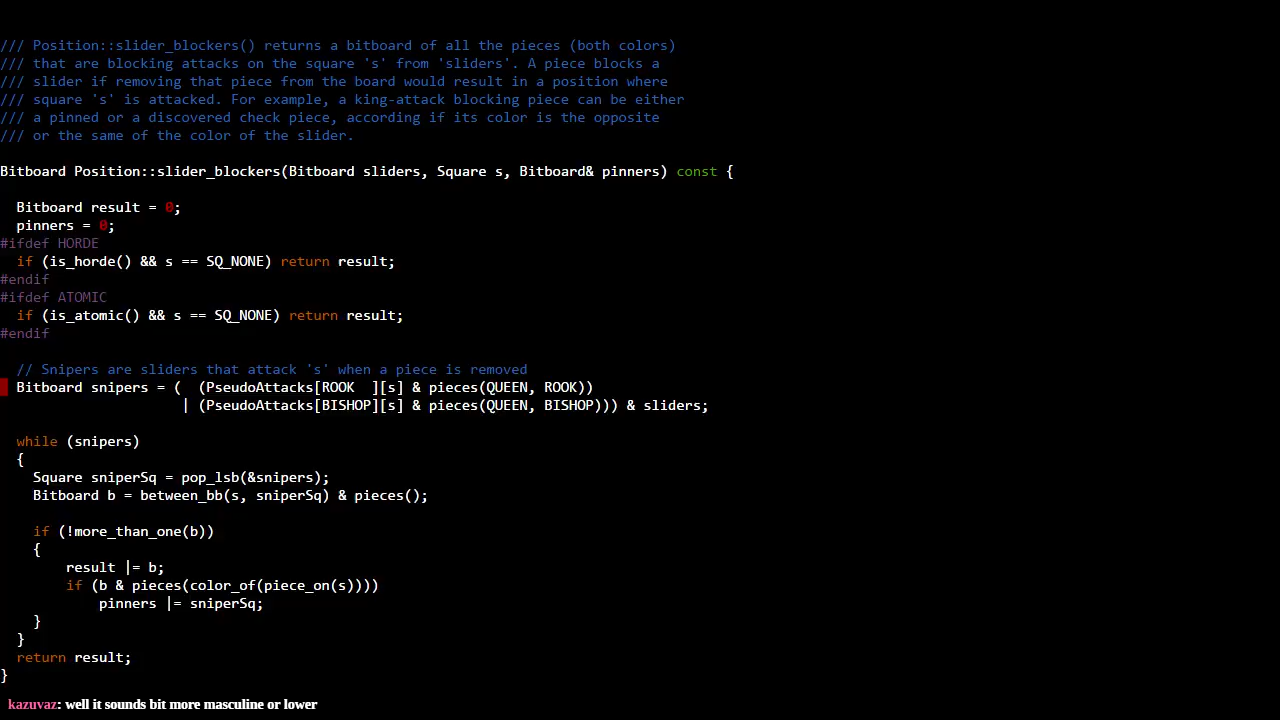 /// Position::slider_blockers() returns a bitboard of all the pieces (both colors)
/// that are blocking attacks on the square 's' from 'sliders'. A piece blocks a
/// slider if removing that piece from the board would result in a position where
/// square 's' is attacked. For example, a king-attack blocking piece can be either
/// a pinned or a discovered check piece, according if its color is the opposite
/// or the same of the color of the slider.

Bitboard Position::slider_blockers(Bitboard sliders, Square s, Bitboard& pinners) const {

  Bitboard result = 0;
  pinners = 0;
#ifdef HORDE
  if (is_horde() && s == SQ_NONE) return result;
#endif
#ifdef ATOMIC
  if (is_atomic() && s == SQ_NONE) return result;
#endif

  // Snipers are sliders that attack 's' when a piece is removed
  Bitboard snipers = (  (PseudoAttacks[ROOK  ][s] & pieces(QUEEN, ROOK))
                      | (PseudoAttacks[BISHOP][s] & pieces(QUEEN, BISHOP))) & sliders;

  while (snipers)
  {
    Square sniperSq = pop_lsb(&snipers);
    Bitboard b = between_bb(s, sniperSq) & pieces();

    if (!more_than_one(b))
    {
        result |= b;
        if (b & pieces(color_of(piece_on(s))))
            pinners |= sniperSq;
    }
  }
  return result;
}
kazuvaz: well it sounds bit more masculine or lower